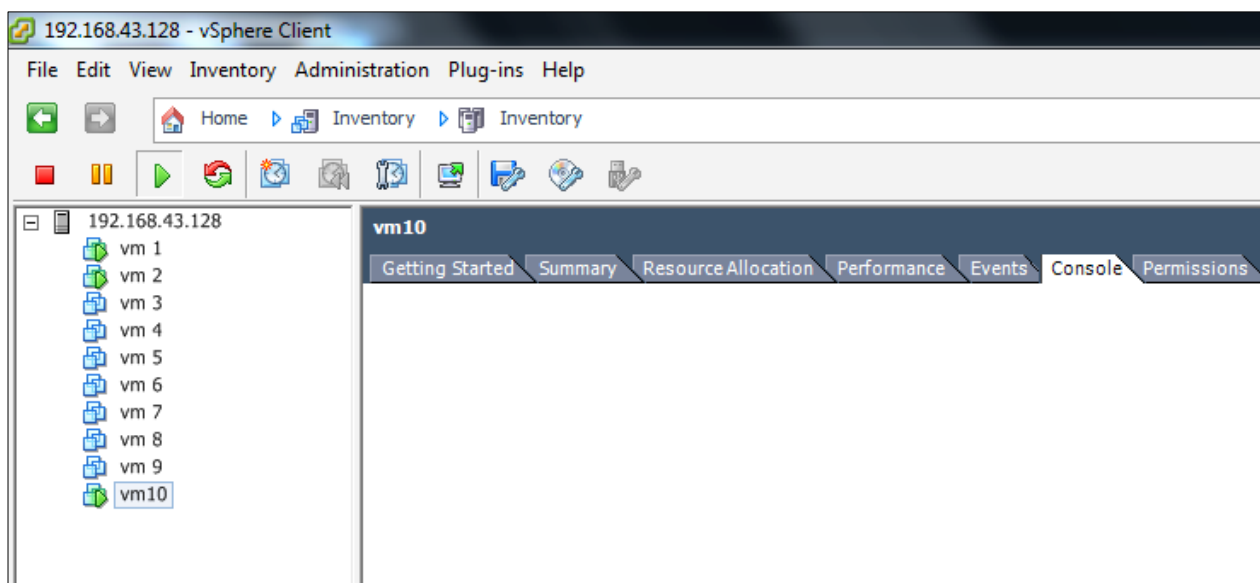 192.168.43.128 - vSphere Client
File Edit View Inventory Administration Plug-ins Help
Home Inventory Inventory
192.168.43.128
vm 1
vm 2
vm 3
vm 4
vm 5
vm 6
vm 7
vm 8
vm 9
vm10
vm10
Getting Started Summary Resource Allocation Performance Events Console Permissions